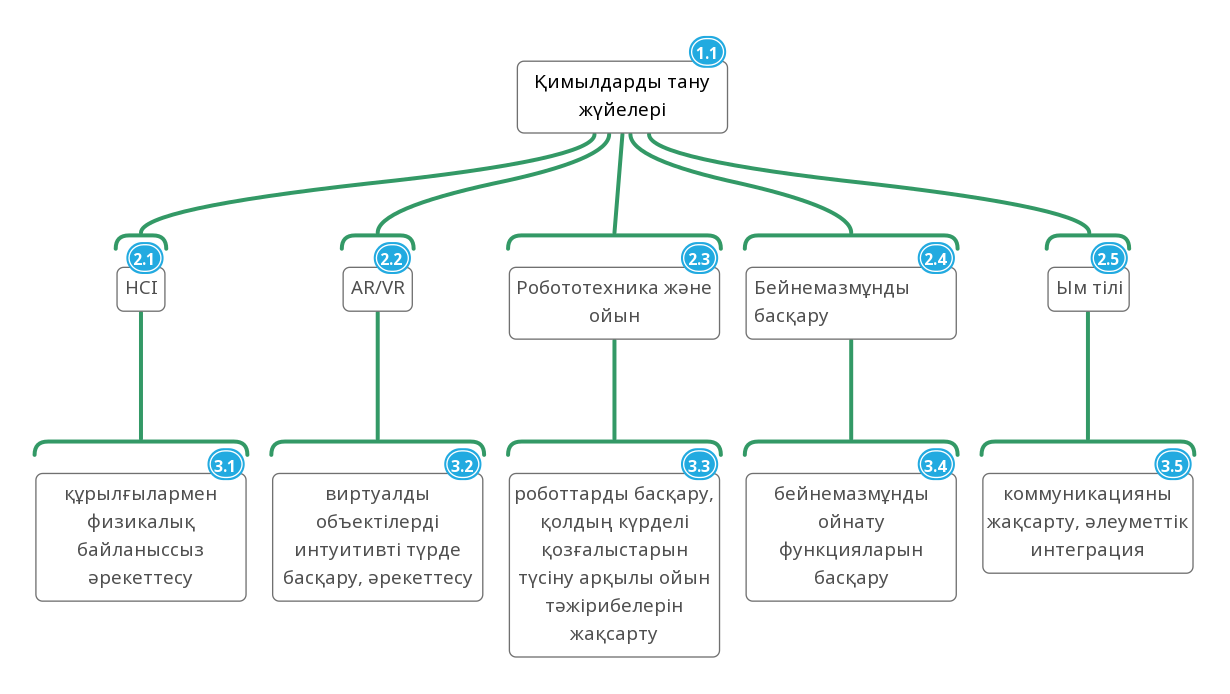 1.1
Қимылдарды тану
жүйелері
2.1
HCI
2.2
AR/VR
2.3
Робототехника және
ойын
2.4
Бейнемазмұнды
басқару
2.5
Ым тілі
3.1
құрылғылармен
физикалық
байланыссыз
әрекеттесу
3.2
виртуалды
объектілерді
интуитивті түрде
басқару, әрекеттесу
3.3
роботтарды басқару,
қолдың күрделі
қозғалыстарын
түсіну арқылы ойын
тәжірибелерін
жақсарту
3.4
бейнемазмұнды
ойнату
функцияларын
басқару
3.5
коммуникацияны
жақсарту, әлеуметтік
интеграция